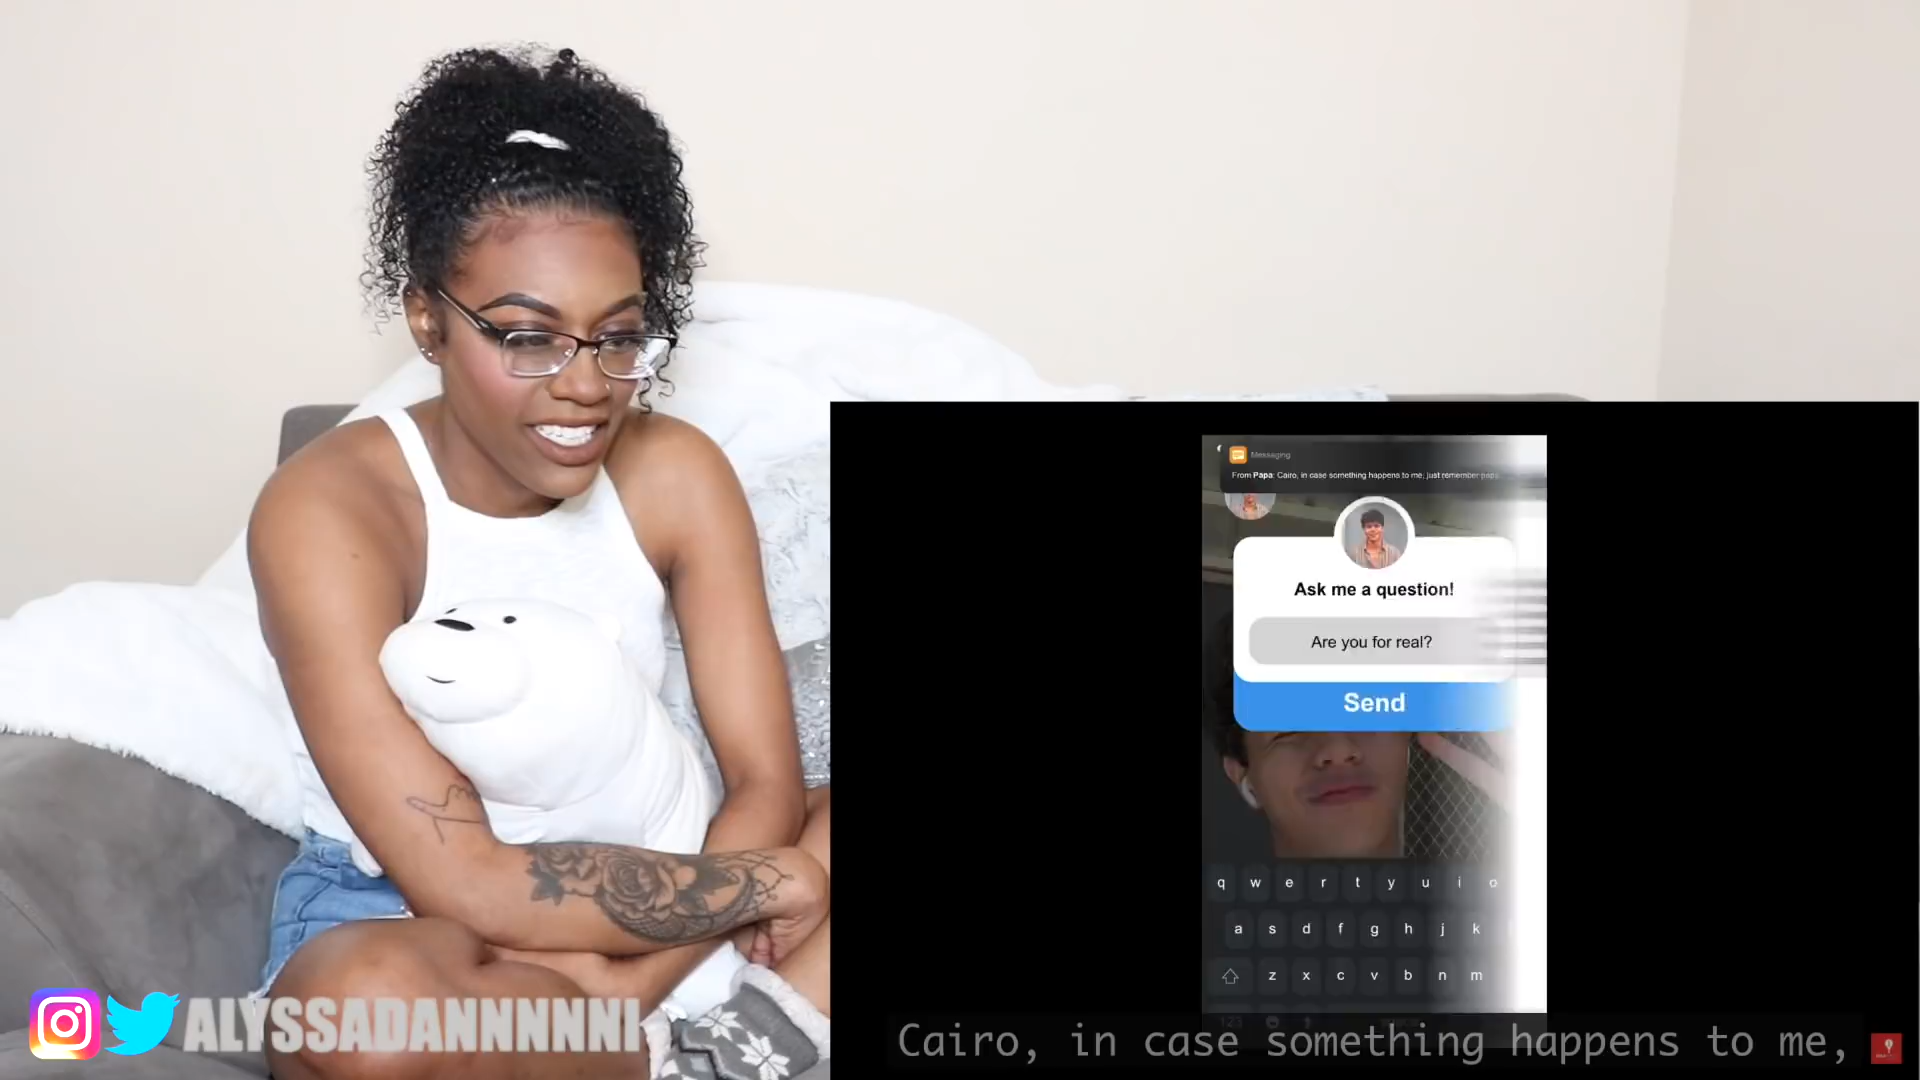 Messaging
From Papa: Cairo, in case something happens to me, just remember
Ask me a question!
Are you for real?
Send
q w e r t y u i o
a s d f g h j k
z x c v b n m
123
ALYSSADANNNNNI
Cairo, in case something happens to me,